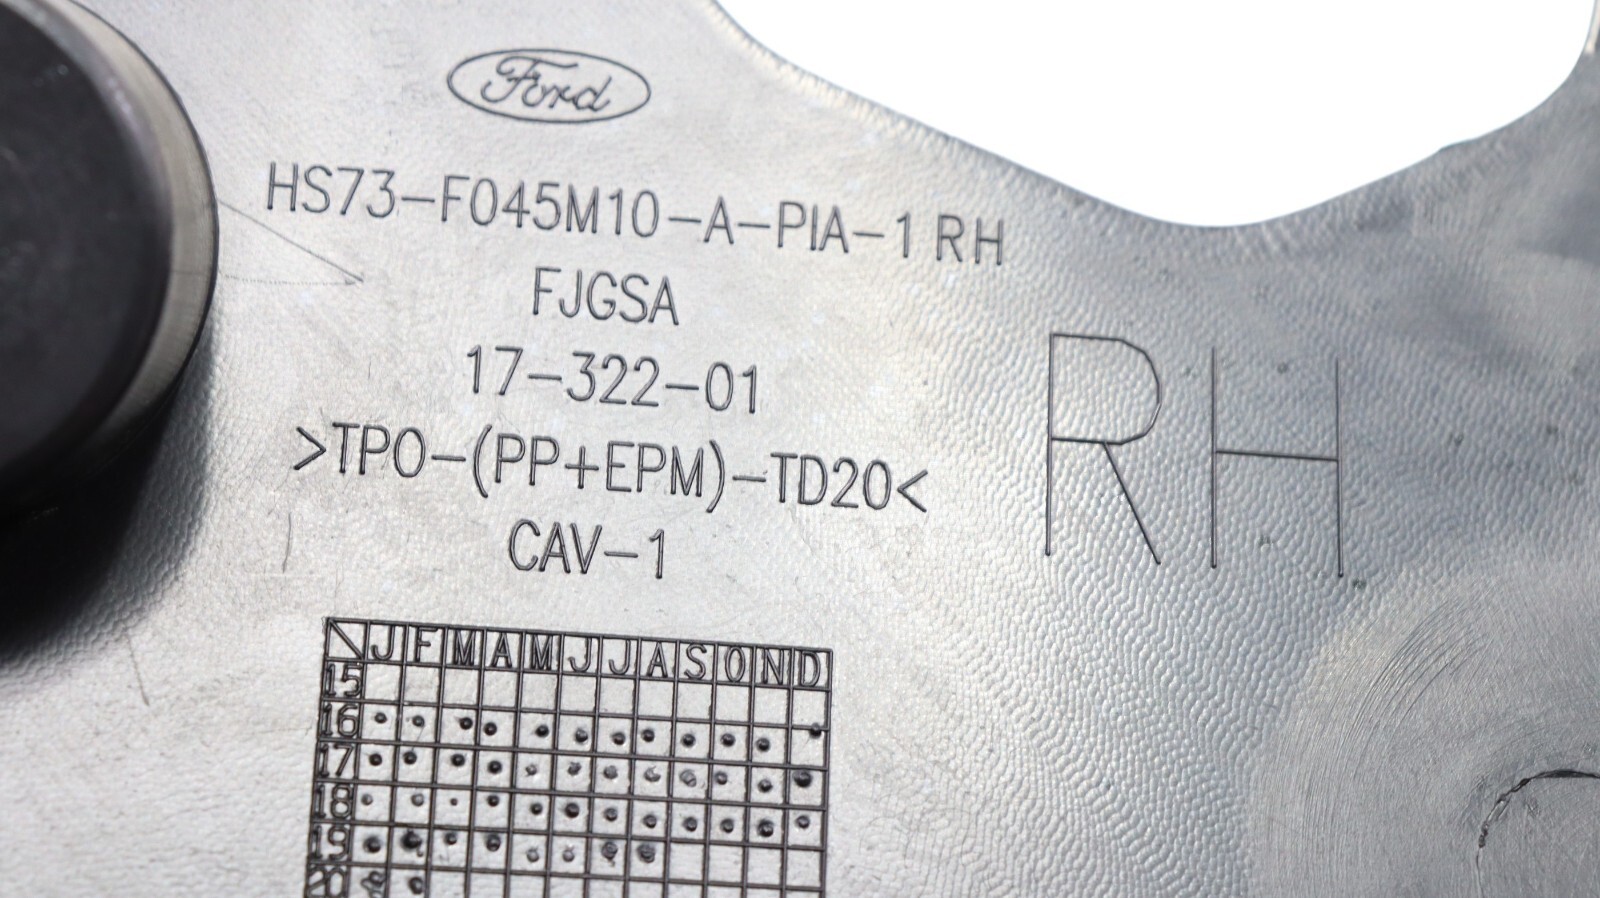 Ford
HS73-F045M10-A-PIA-1 RH
FJGSA
17-322-01
>TPO-(PP+EPM)-TD20<
CAV-1
RH
J F M A M J J A S O N D
15
16
17
18
19
20